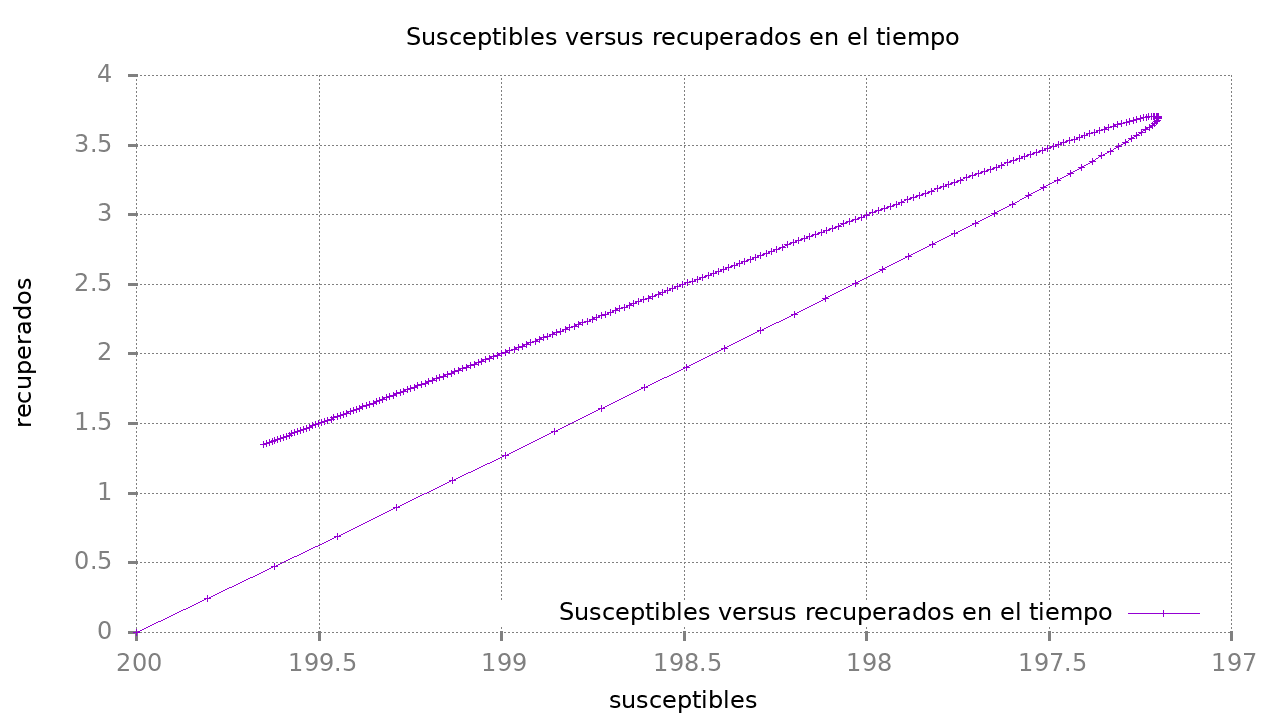 Susceptibles versus recuperados en el tiempo
4
3.5
3
2.5
2
1.5
1
0.5
0
recuperados
Susceptibles versus recuperados en el tiempo
200 199.5 199 198.5 198 197.5 197
susceptibles